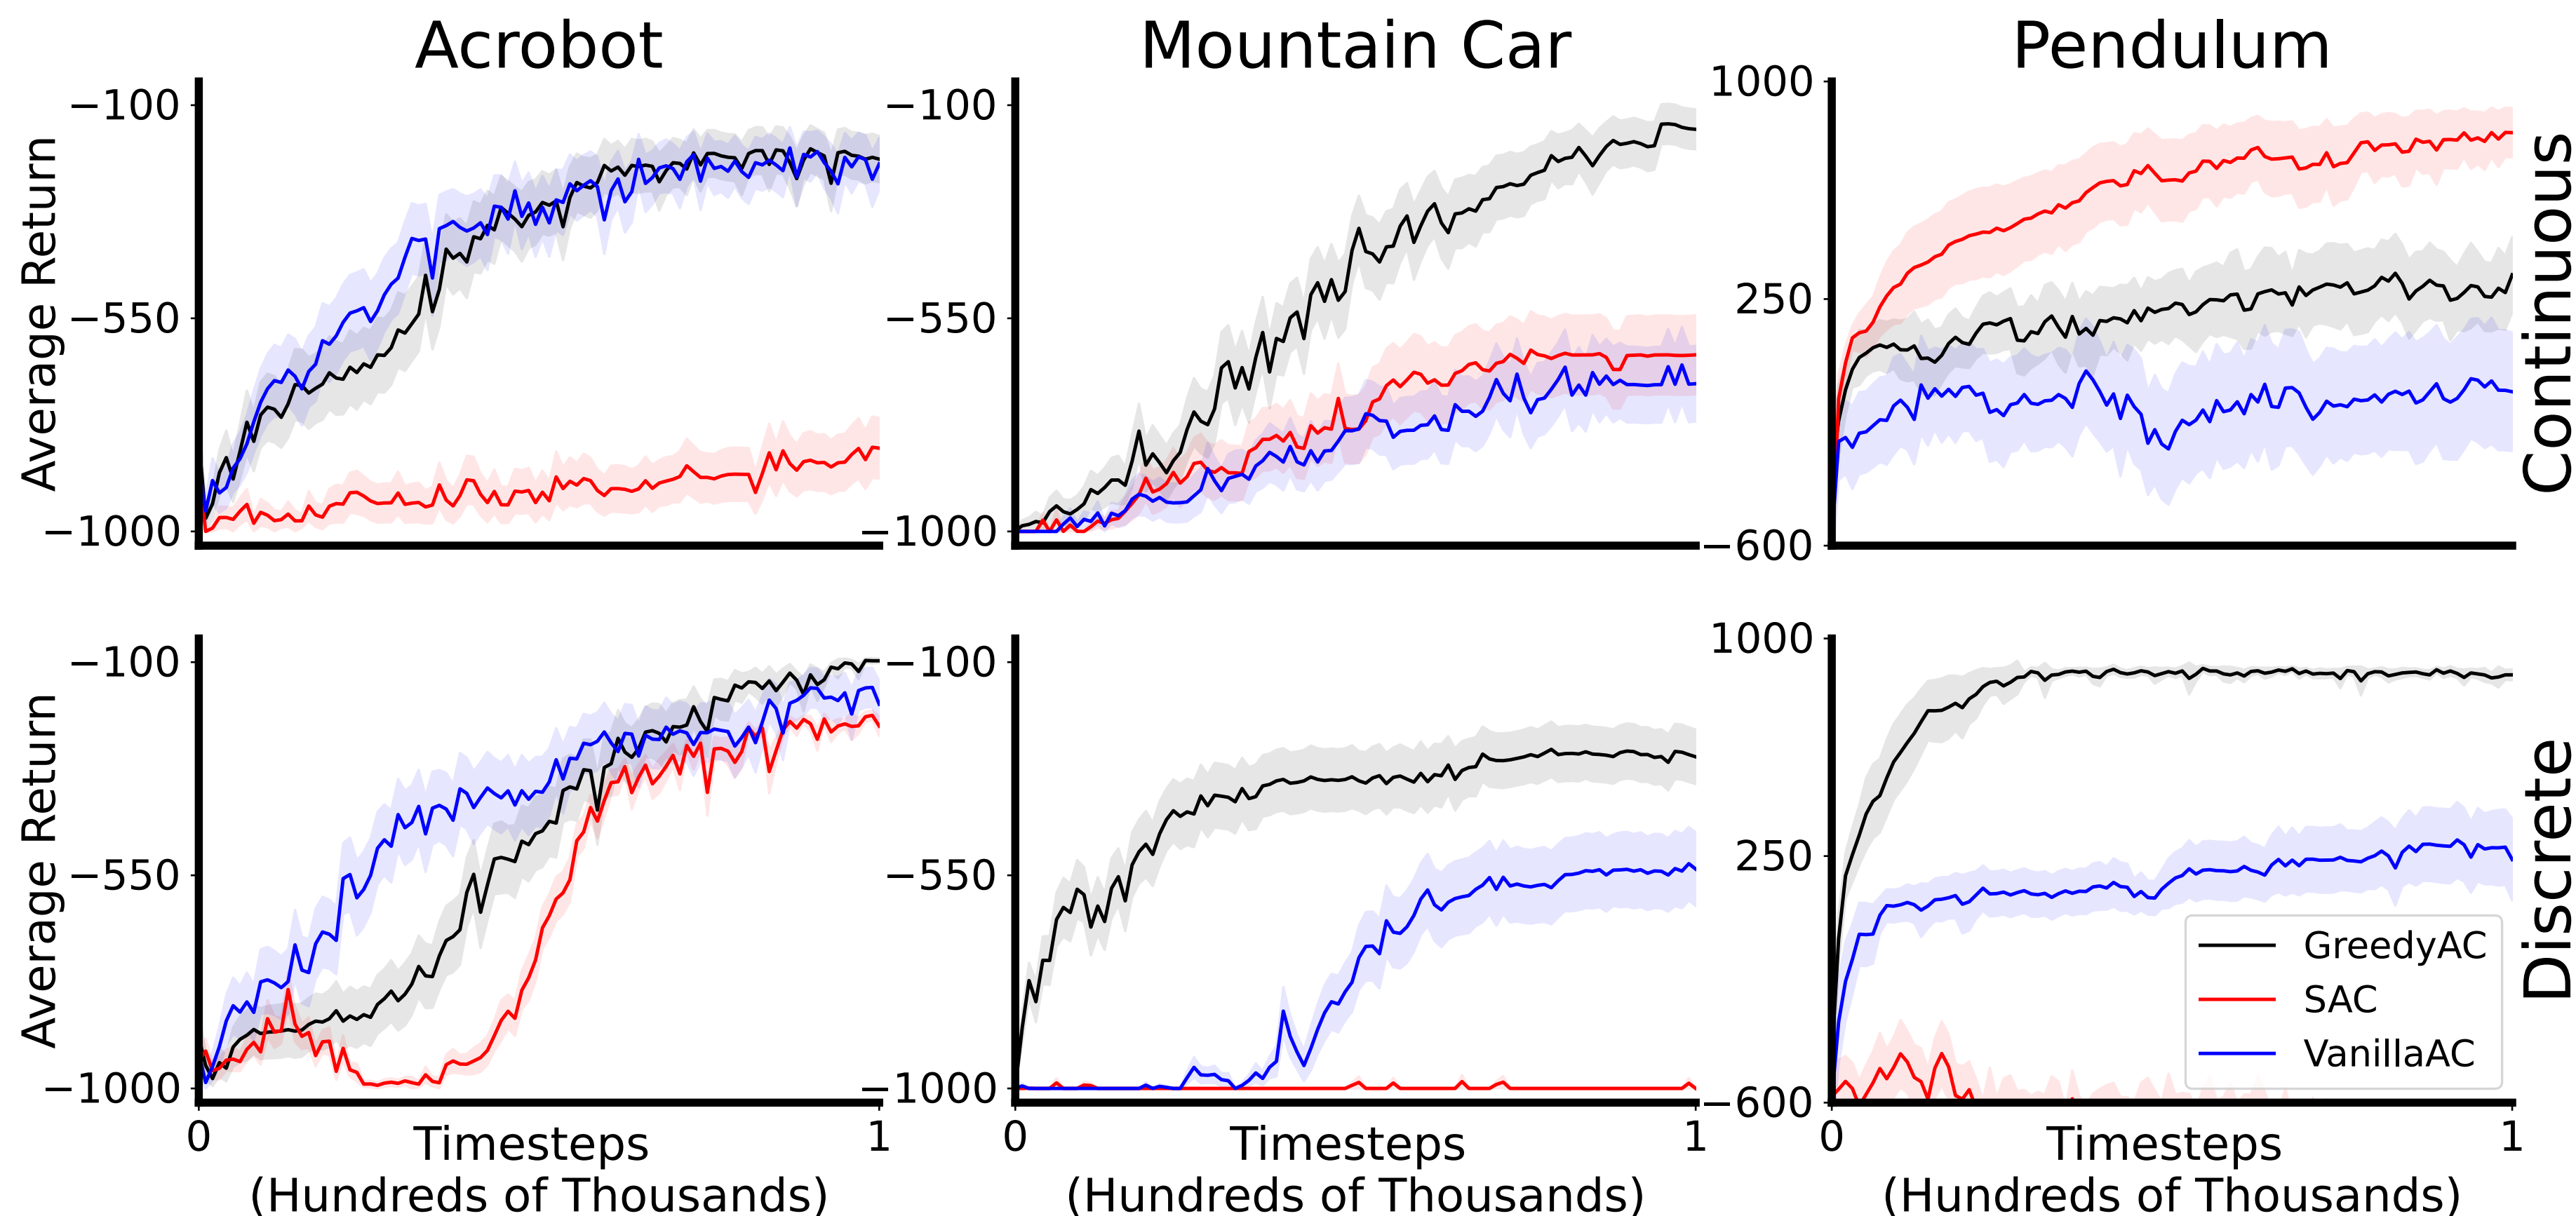 Acrobot
Mountain Car
Pendulum
Average Return
−100
−550
−1000
−100
−550
−1000
1000
250
−600
Continuous
Average Return
−100
−550
−1000
−100
−550
−1000
1000
250
−600
Discrete
GreedyAC
SAC
VanillaAC
0
1
0
1
0
1
Timesteps
(Hundreds of Thousands)
Timesteps
(Hundreds of Thousands)
Timesteps
(Hundreds of Thousands)